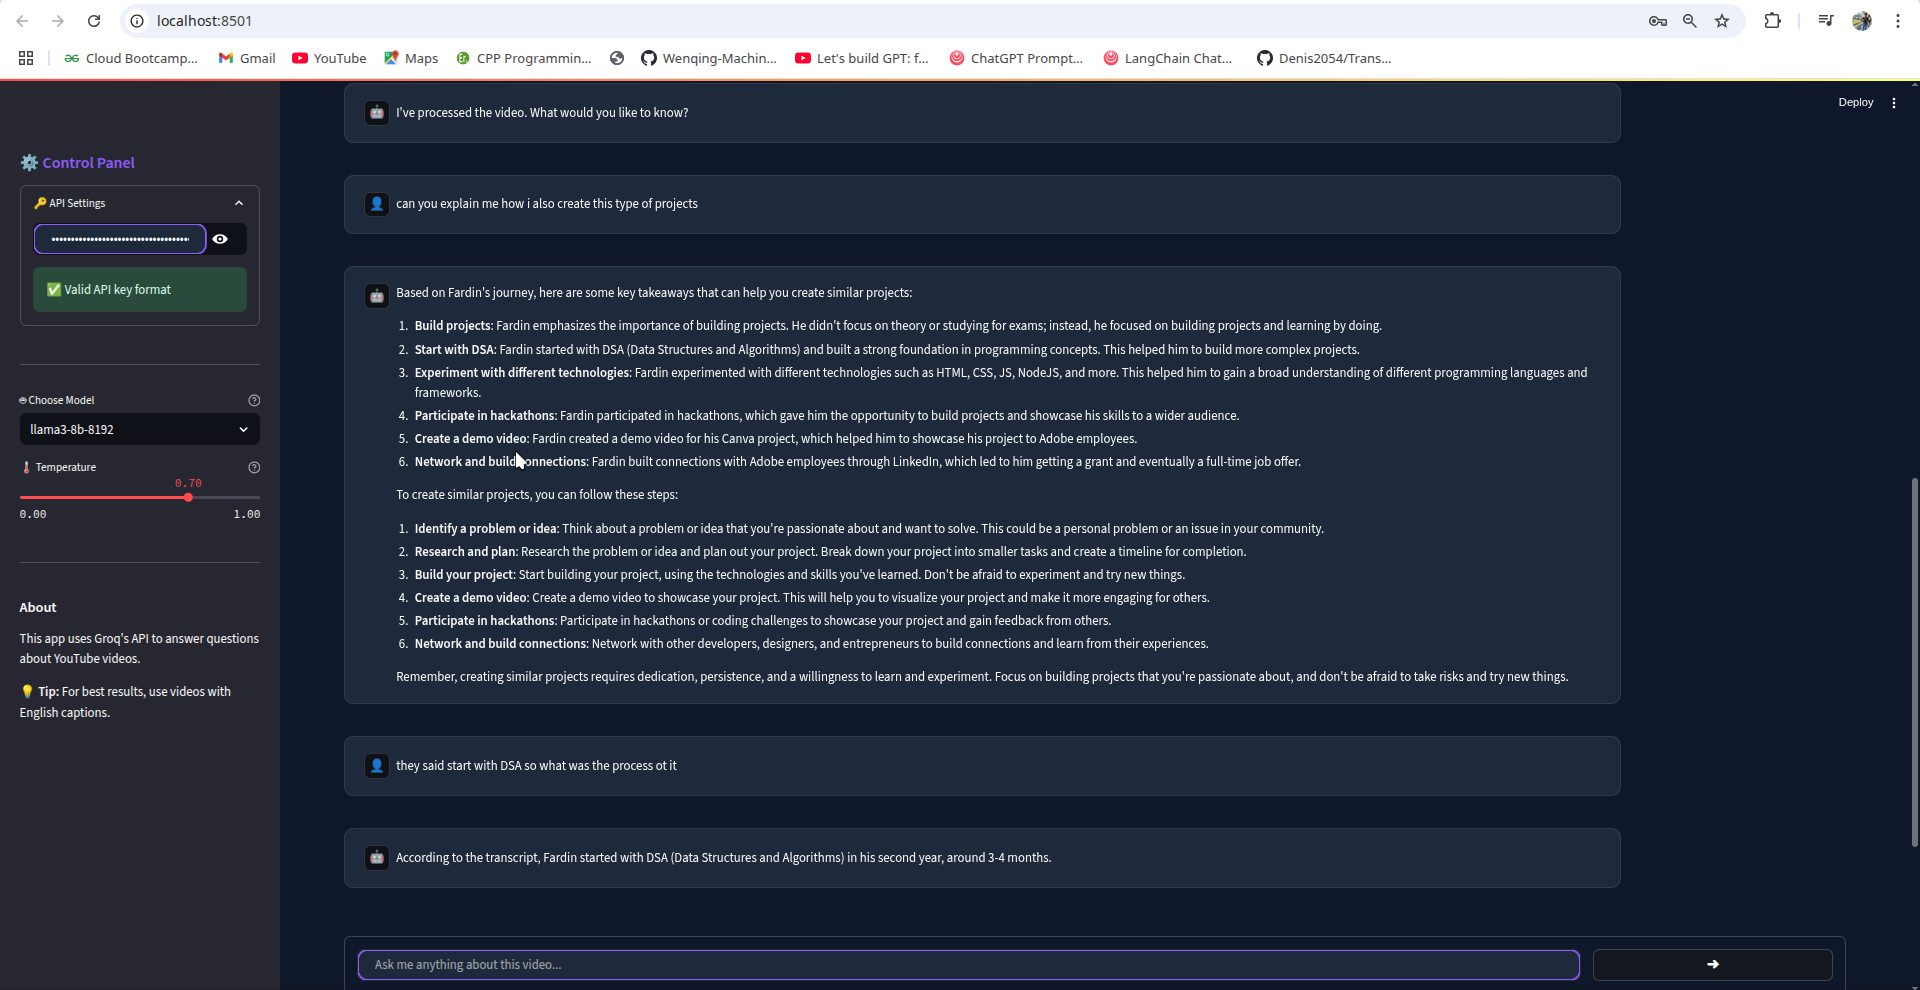 localhost:8501
Cloud Bootcamp...
Gmail
YouTube
Maps
CPP Programmin...
Wenqing-Machin...
Let's build GPT: f...
ChatGPT Prompt...
LangChain Chat...
Denis2054/Trans...
Deploy
⚙️ Control Panel
🔑 API Settings
••••••••••••••••••••••••••••••••••••
✅ Valid API key format
Choose Model
llama3-8b-8192
🌡️ Temperature
0.70
0.00 1.00
About
This app uses Groq's API to answer questions
about YouTube videos.
💡 Tip: For best results, use videos with
English captions.
I've processed the video. What would you like to know?
can you explain me how i also create this type of projects
Based on Fardin's journey, here are some key takeaways that can help you create similar projects:
1. Build projects: Fardin emphasizes the importance of building projects. He didn't focus on theory or studying for exams; instead, he focused on building projects and learning by doing.
2. Start with DSA: Fardin started with DSA (Data Structures and Algorithms) and built a strong foundation in programming concepts. This helped him to build more complex projects.
3. Experiment with different technologies: Fardin experimented with different technologies such as HTML, CSS, JS, NodeJS, and more. This helped him to gain a broad understanding of different programming languages and
frameworks.
4. Participate in hackathons: Fardin participated in hackathons, which gave him the opportunity to build projects and showcase his skills to a wider audience.
5. Create a demo video: Fardin created a demo video for his Canva project, which helped him to showcase his project to Adobe employees.
6. Network and build connections: Fardin built connections with Adobe employees through LinkedIn, which led to him getting a grant and eventually a full-time job offer.
To create similar projects, you can follow these steps:
1. Identify a problem or idea: Think about a problem or idea that you're passionate about and want to solve. This could be a personal problem or an issue in your community.
2. Research and plan: Research the problem or idea and plan out your project. Break down your project into smaller tasks and create a timeline for completion.
3. Build your project: Start building your project, using the technologies and skills you've learned. Don't be afraid to experiment and try new things.
4. Create a demo video: Create a demo video to showcase your project. This will help you to visualize your project and make it more engaging for others.
5. Participate in hackathons: Participate in hackathons or coding challenges to showcase your project and gain feedback from others.
6. Network and build connections: Network with other developers, designers, and entrepreneurs to build connections and learn from their experiences.
Remember, creating similar projects requires dedication, persistence, and a willingness to learn and experiment. Focus on building projects that you're passionate about, and don't be afraid to take risks and try new things.
they said start with DSA so what was the process ot it
According to the transcript, Fardin started with DSA (Data Structures and Algorithms) in his second year, around 3-4 months.
Ask me anything about this video...